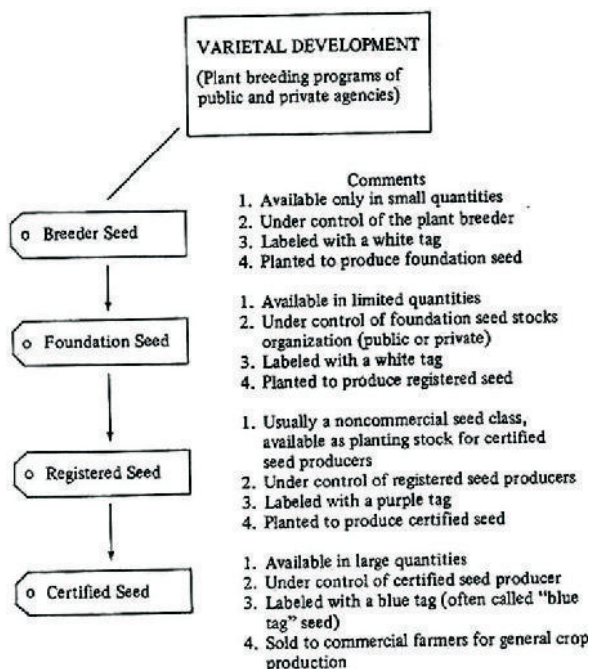 VARIETAL DEVELOPMENT
(Plant breeding programs of
public and private agencies)
Comments
Breeder Seed
1. Available only in small quantities
2. Under control of the plant breeder
3. Labeled with a white tag
4. Planted to produce foundation seed
Foundation Seed
1. Available in limited quantities
2. Under control of foundation seed stocks
organization (public or private)
3. Labeled with a white tag
4. Planted to produce registered seed
Registered Seed
1. Usually a noncommercial seed class,
available as planting stock for certified
seed producers
2. Under control of registered seed producers
3. Labeled with a purple tag
4. Planted to produce certified seed
Certified Seed
1. Available in large quantities
2. Under control of certified seed producer
3. Labeled with a blue tag (often called “blue
tag” seed)
4. Sold to commercial farmers for general crop
production